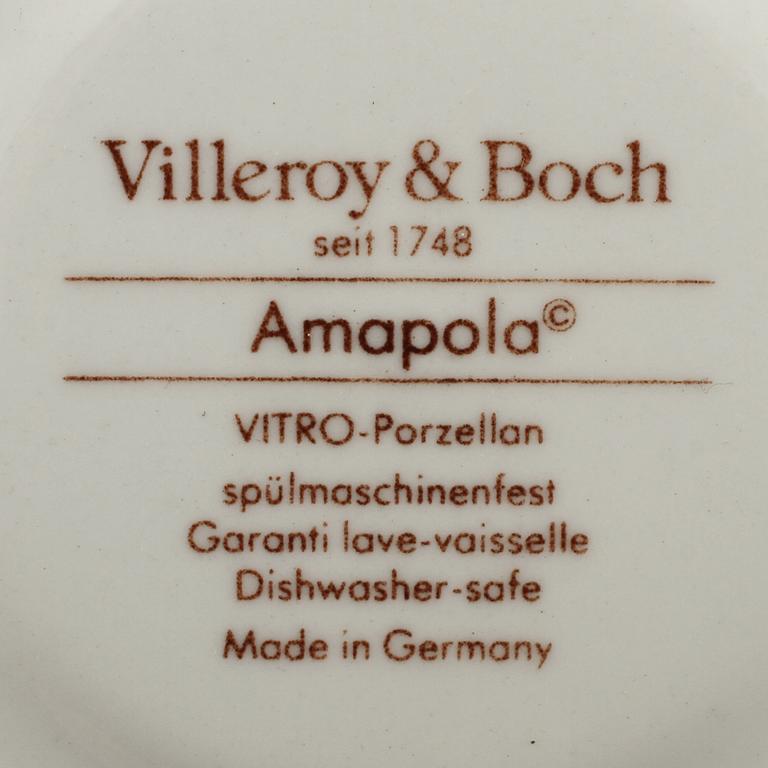 Villeroy & Boch
seit 1748
Amapola©
VITRO-Porzellan
spülmaschinenfest
Garanti lave-vaisselle
Dishwasher-safe
Made in Germany